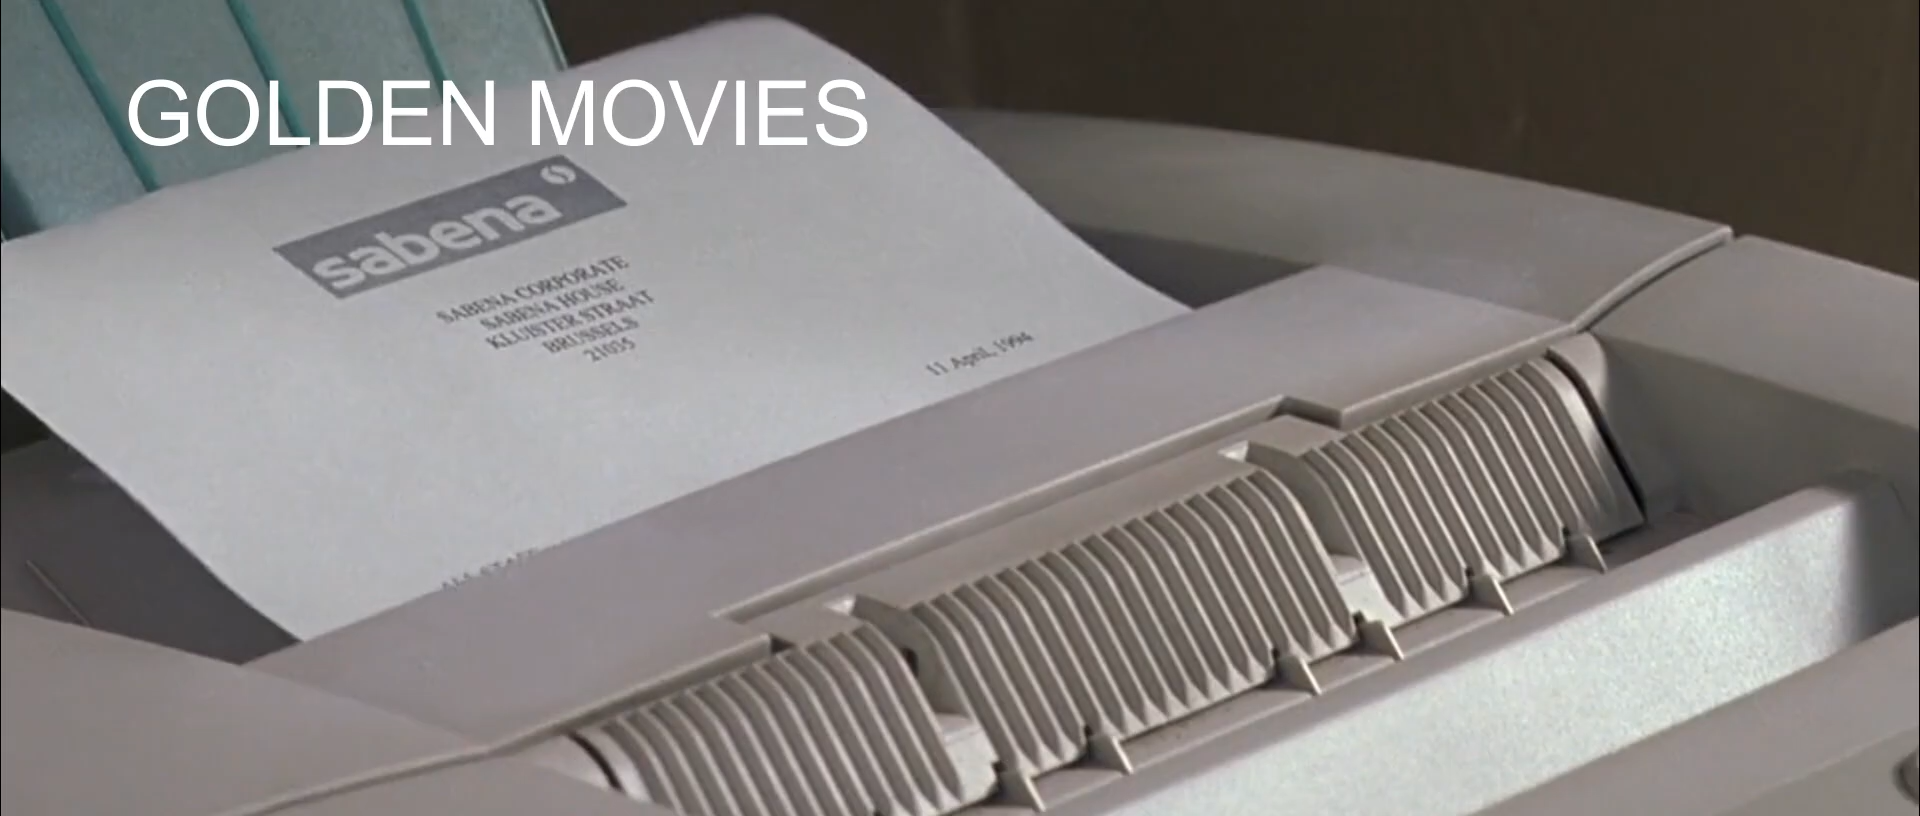 GOLDEN MOVIES
sabena
SABENA CORPORATE
SABENA HOUSE
KLUISTER STRAAT
BRUSSELS
21035
11 April, 1994